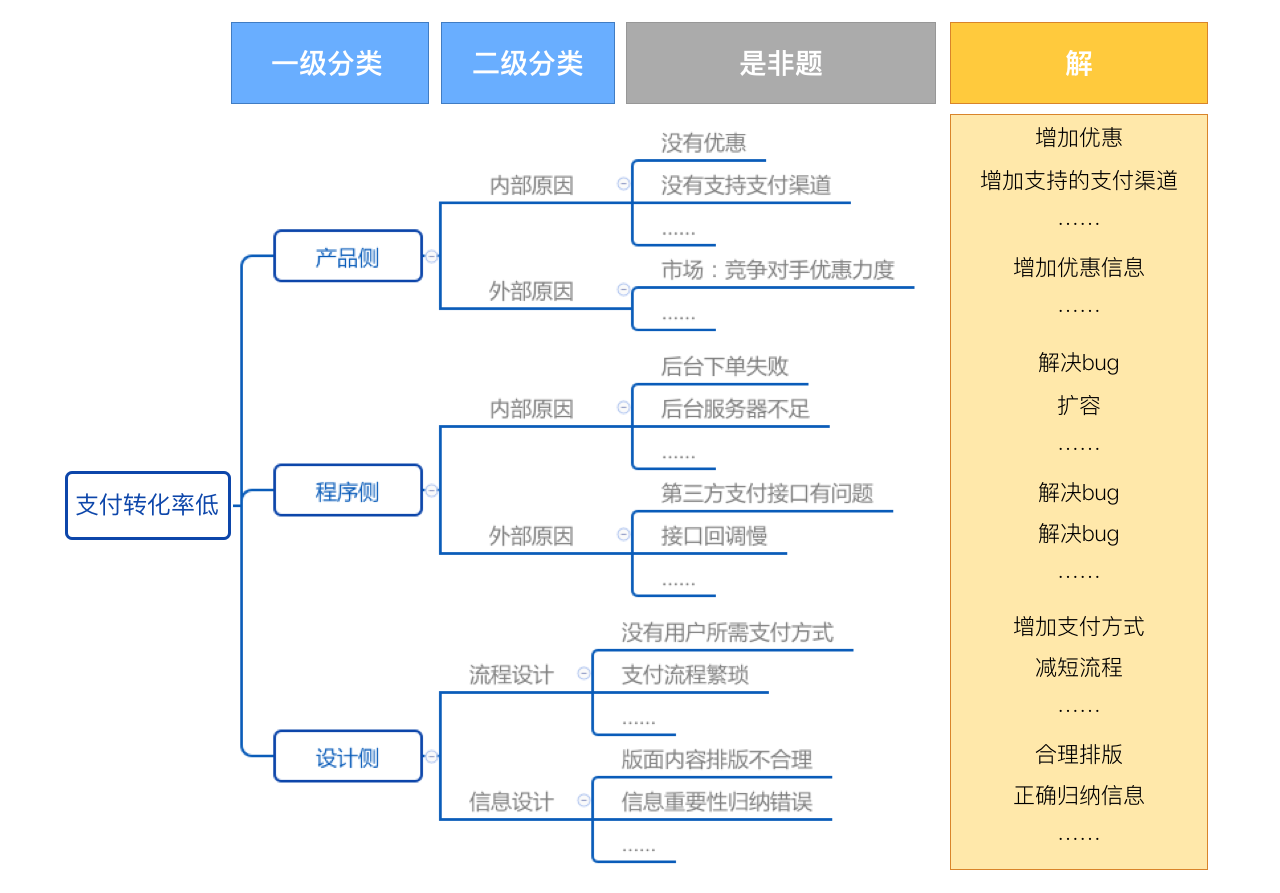 一级分类
二级分类
是非题
解
支付转化率低
产品侧
内部原因
没有优惠
增加优惠
没有支持支付渠道
增加支持的支付渠道
......
......
外部原因
市场：竞争对手优惠力度
增加优惠信息
......
......
程序侧
内部原因
后台下单失败
解决bug
后台服务器不足
扩容
......
......
外部原因
第三方支付接口有问题
解决bug
接口回调慢
解决bug
......
......
设计侧
流程设计
没有用户所需支付方式
增加支付方式
支付流程繁琐
减短流程
......
......
信息设计
版面内容排版不合理
合理排版
信息重要性归纳错误
正确归纳信息
......
......